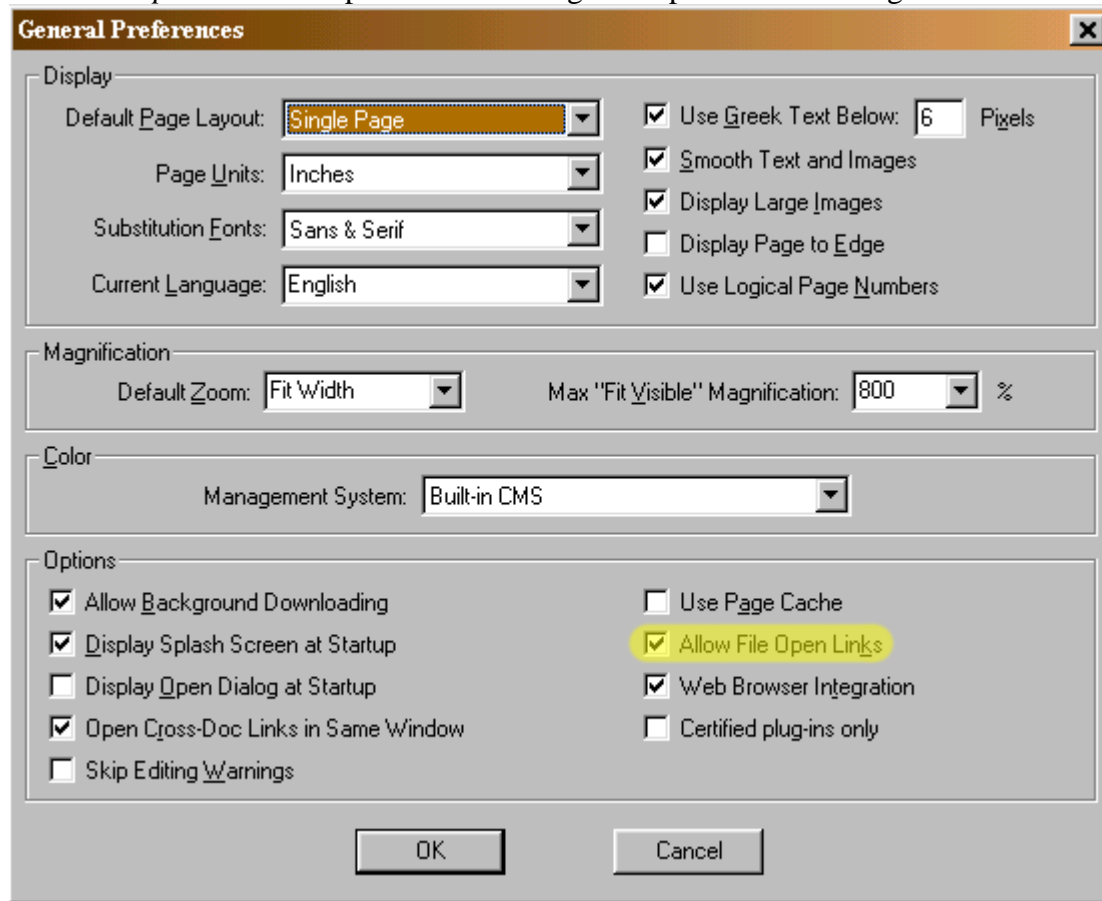 General Preferences
Display
Default Page Layout: Single Page
Use Greek Text Below: 6 Pixels
Page Units: Inches
Smooth Text and Images
Display Large Images
Substitution Fonts: Sans & Serif
Display Page to Edge
Current Language: English
Use Logical Page Numbers
Magnification
Default Zoom: Fit Width
Max "Fit Visible" Magnification: 800 %
Color
Management System: Built-in CMS
Options
Allow Background Downloading
Use Page Cache
Display Splash Screen at Startup
Allow File Open Links
Display Open Dialog at Startup
Web Browser Integration
Open Cross-Doc Links in Same Window
Certified plug-ins only
Skip Editing Warnings
OK
Cancel